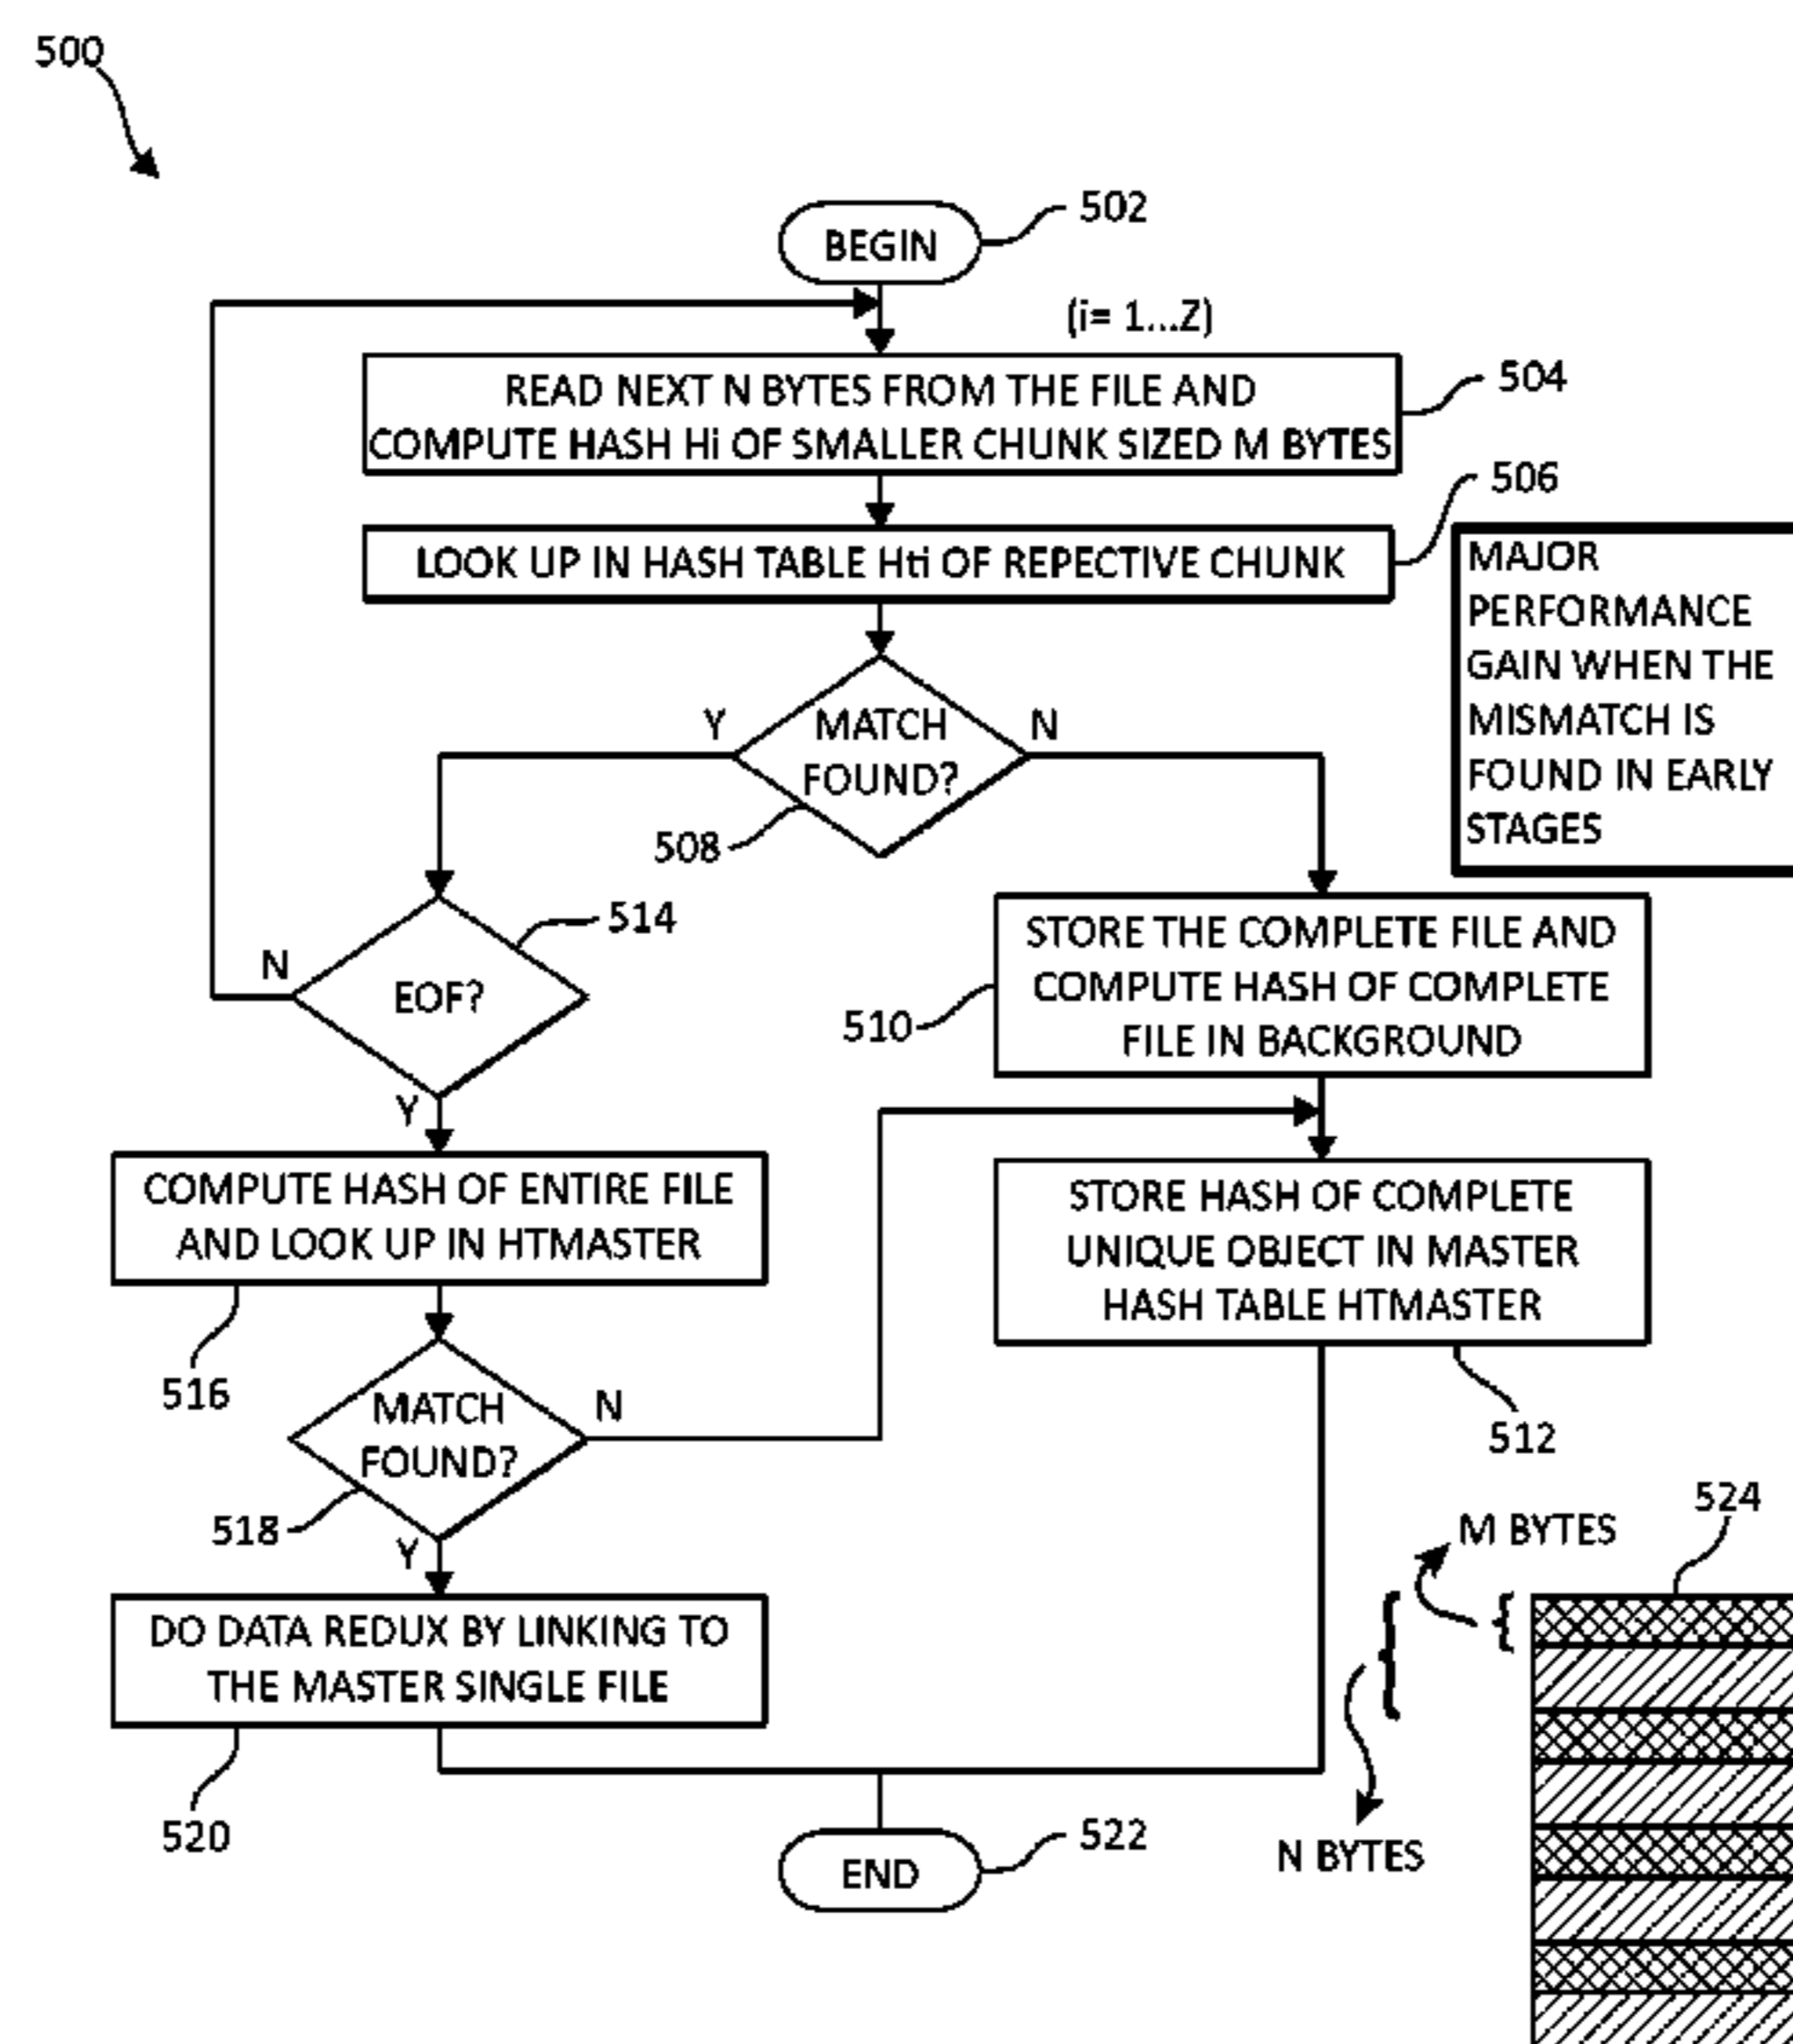 500
BEGIN
502
(i= 1...Z)
READ NEXT N BYTES FROM THE FILE AND
COMPUTE HASH Hi OF SMALLER CHUNK SIZED M BYTES
504
LOOK UP IN HASH TABLE Hti OF REPECTIVE CHUNK
506
MAJOR
PERFORMANCE
GAIN WHEN THE
MISMATCH IS
FOUND IN EARLY
STAGES
Y
MATCH
FOUND?
N
508
514
N
EOF?
Y
STORE THE COMPLETE FILE AND
COMPUTE HASH OF COMPLETE
FILE IN BACKGROUND
510
COMPUTE HASH OF ENTIRE FILE
AND LOOK UP IN HTMASTER
516
STORE HASH OF COMPLETE
UNIQUE OBJECT IN MASTER
HASH TABLE HTMASTER
512
MATCH
FOUND?
N
518
Y
DO DATA REDUX BY LINKING TO
THE MASTER SINGLE FILE
520
524
M BYTES
N BYTES
END
522